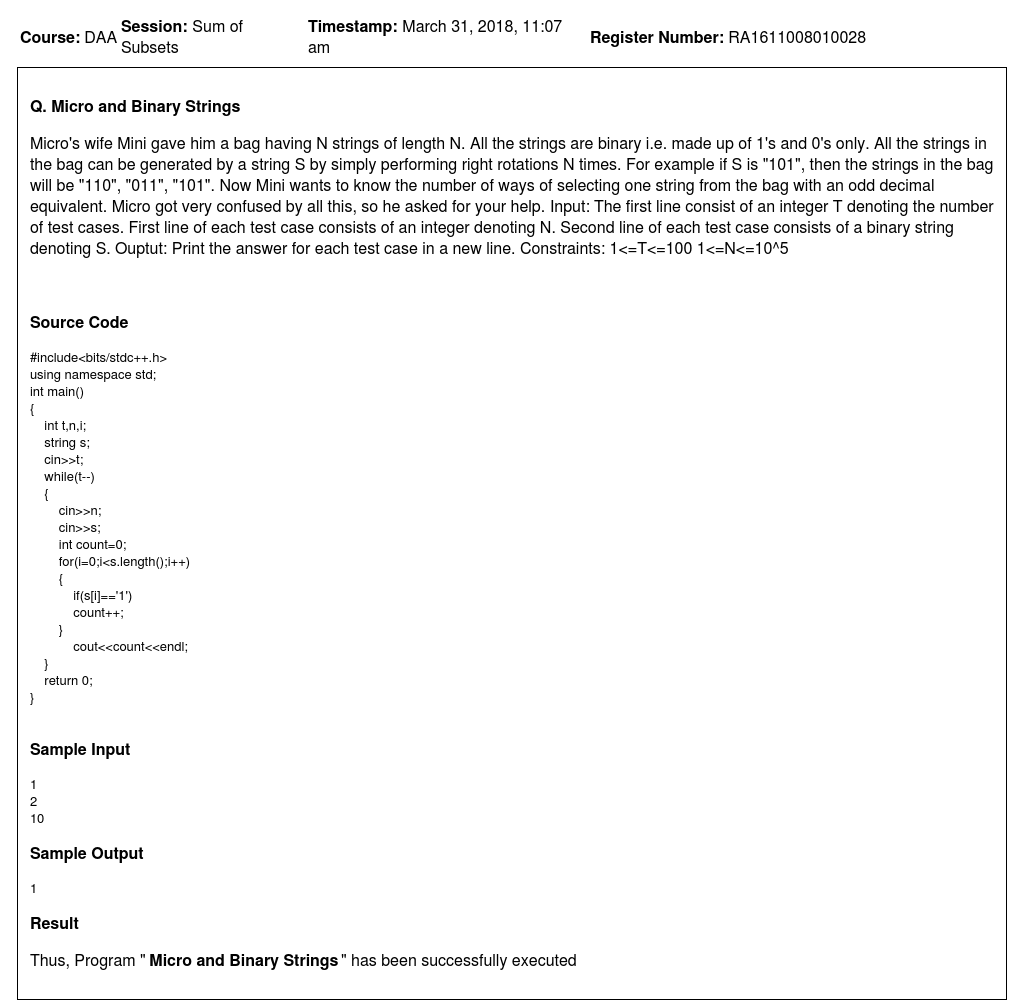 Course: DAA Session: Sum of Subsets Timestamp: March 31, 2018, 11:07 am Register Number: RA1611008010028
Q. Micro and Binary Strings
Micro's wife Mini gave him a bag having N strings of length N. All the strings are binary i.e. made up of 1's and 0's only. All the strings in
the bag can be generated by a string S by simply performing right rotations N times. For example if S is "101", then the strings in the bag
will be "110", "011", "101". Now Mini wants to know the number of ways of selecting one string from the bag with an odd decimal
equivalent. Micro got very confused by all this, so he asked for your help. Input: The first line consist of an integer T denoting the number
of test cases. First line of each test case consists of an integer denoting N. Second line of each test case consists of a binary string
denoting S. Ouptut: Print the answer for each test case in a new line. Constraints: 1<=T<=100 1<=N<=10^5
Source Code
#include<bits/stdc++.h>
using namespace std;
int main()
{
    int t,n,i;
    string s;
    cin>>t;
    while(t--)
    {
        cin>>n;
        cin>>s;
        int count=0;
        for(i=0;i<s.length();i++)
        {
            if(s[i]=='1')
            count++;
        }
            cout<<count<<endl;
    }
    return 0;
}
Sample Input
1
2
10
Sample Output
1
Result
Thus, Program " Micro and Binary Strings " has been successfully executed